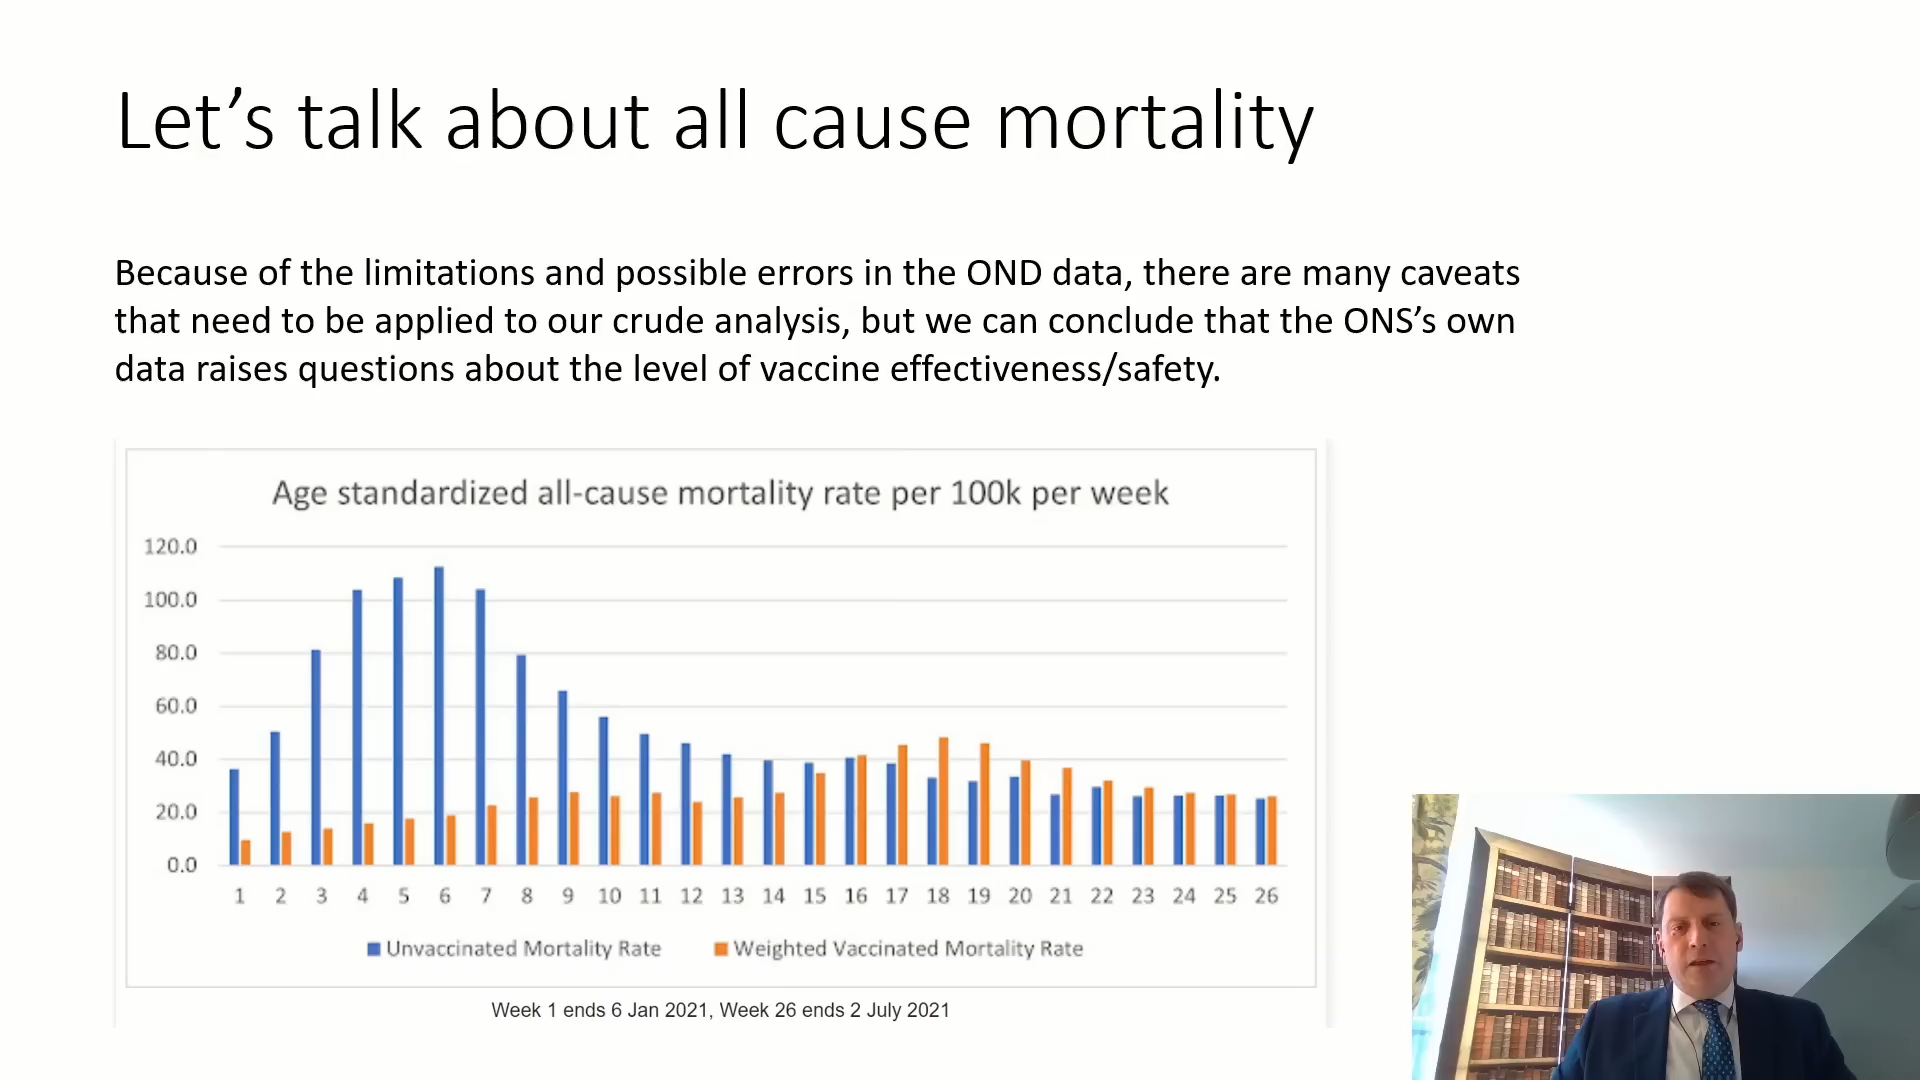 Let’s talk about all cause mortality
Because of the limitations and possible errors in the OND data, there are many caveats
that need to be applied to our crude analysis, but we can conclude that the ONS’s own
data raises questions about the level of vaccine effectiveness/safety.
Age standardized all-cause mortality rate per 100k per week
120.0
100.0
80.0
60.0
40.0
20.0
0.0
1 2 3 4 5 6 7 8 9 10 11 12 13 14 15 16 17 18 19 20 21 22 23 24 25 26
Unvaccinated Mortality Rate Weighted Vaccinated Mortality Rate
Week 1 ends 6 Jan 2021, Week 26 ends 2 July 2021